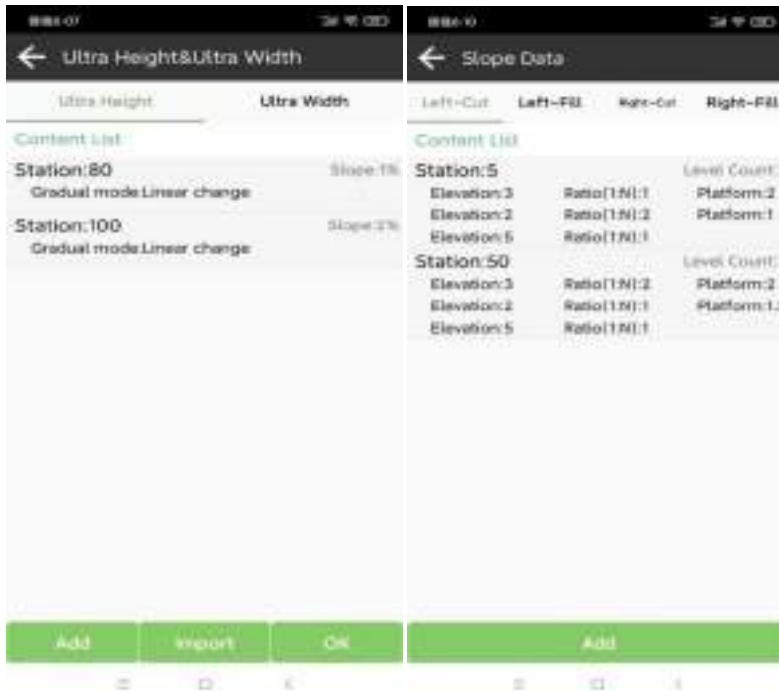 Ultra Height&Ultra Width
Ultra Height
Ultra Width
Content List
Station:80
Slope:1%
Gradual mode:Linear change
Station:100
Slope:2%
Gradual mode:Linear change
Add
Import
OK
Slope Data
Left-Cut
Left-Fill
Right-Cut
Right-Fill
Content List
Station:5
Level Count:
Elevation:3 Ratio(1:N):1 Platform:2
Elevation:2 Ratio(1:N):2 Platform:1
Elevation:5 Ratio(1:N):1
Station:50
Level Count:
Elevation:3 Ratio(1:N):2 Platform:2
Elevation:2 Ratio(1:N):1 Platform:1.
Elevation:5 Ratio(1:N):1
Add